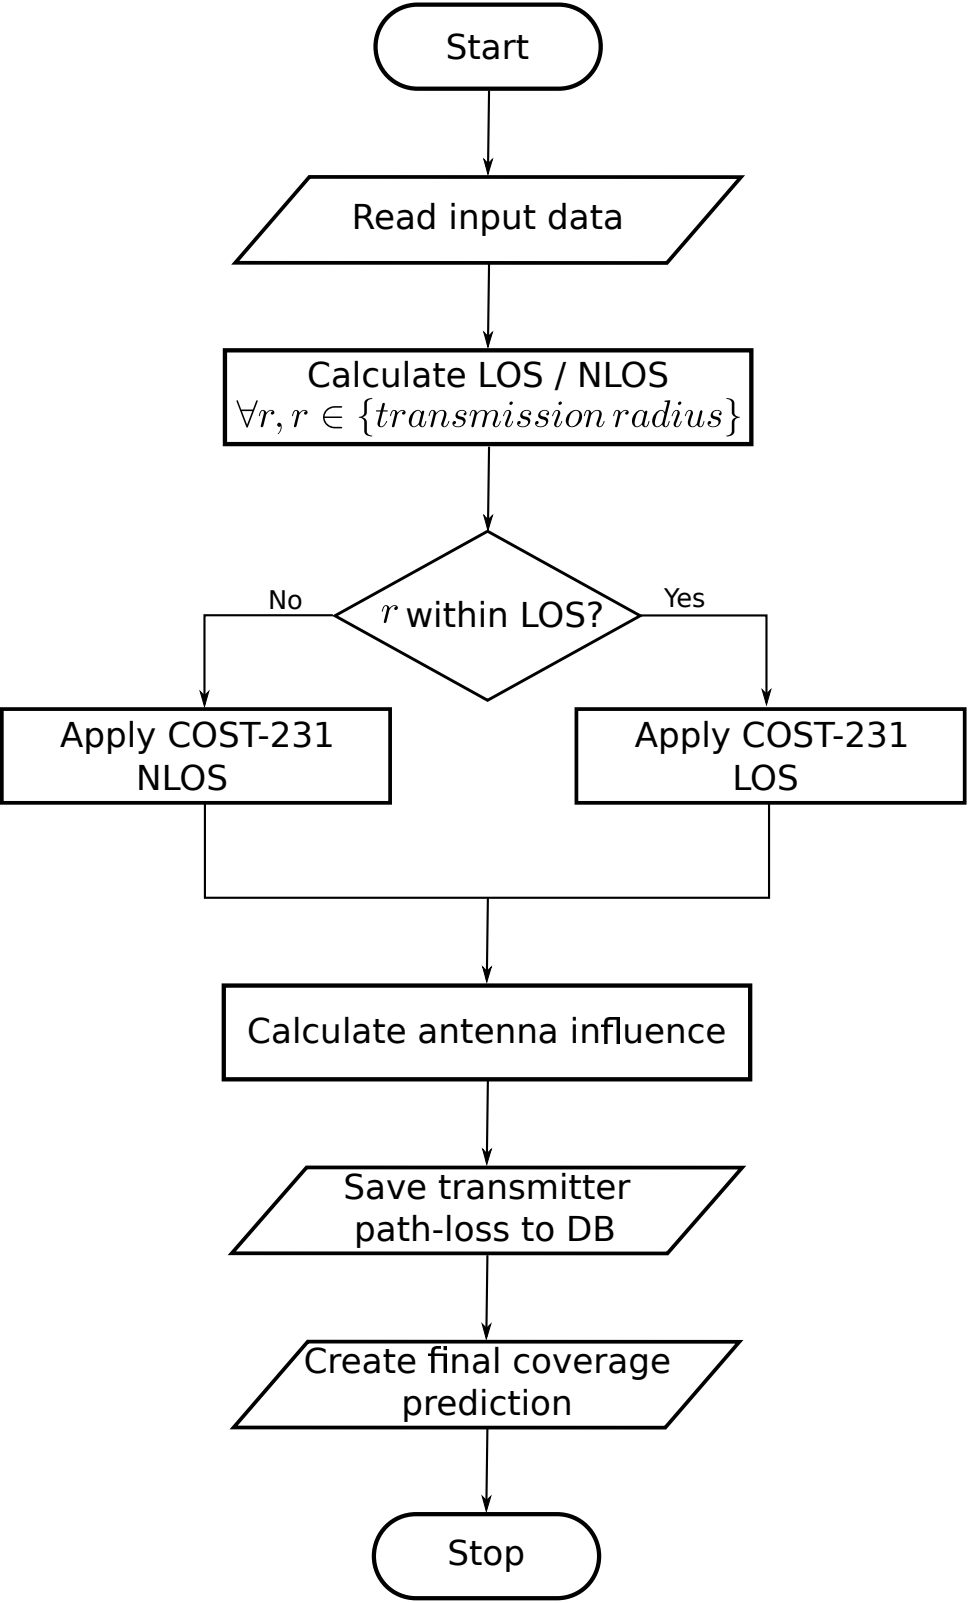 Start
Read input data
Calculate LOS / NLOS
∀r, r ∈ {transmission radius}
r within LOS?
No
Yes
Apply COST-231
NLOS
Apply COST-231
LOS
Calculate antenna influence
Save transmitter
path-loss to DB
Create final coverage
prediction
Stop